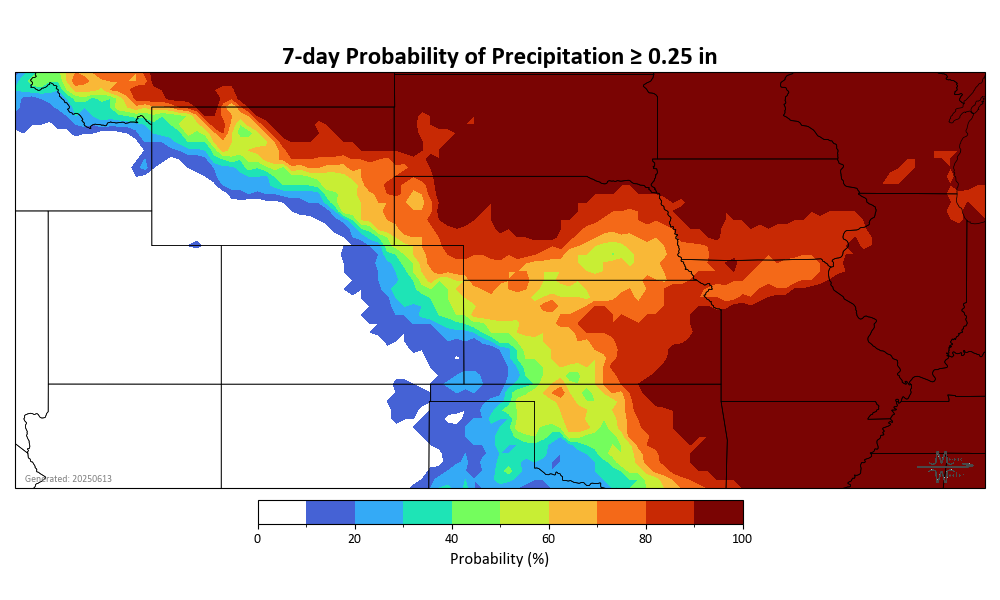 7-day Probability of Precipitation ≥ 0.25 in
Generated: 20250613
0 20 40 60 80 100
Probability (%)